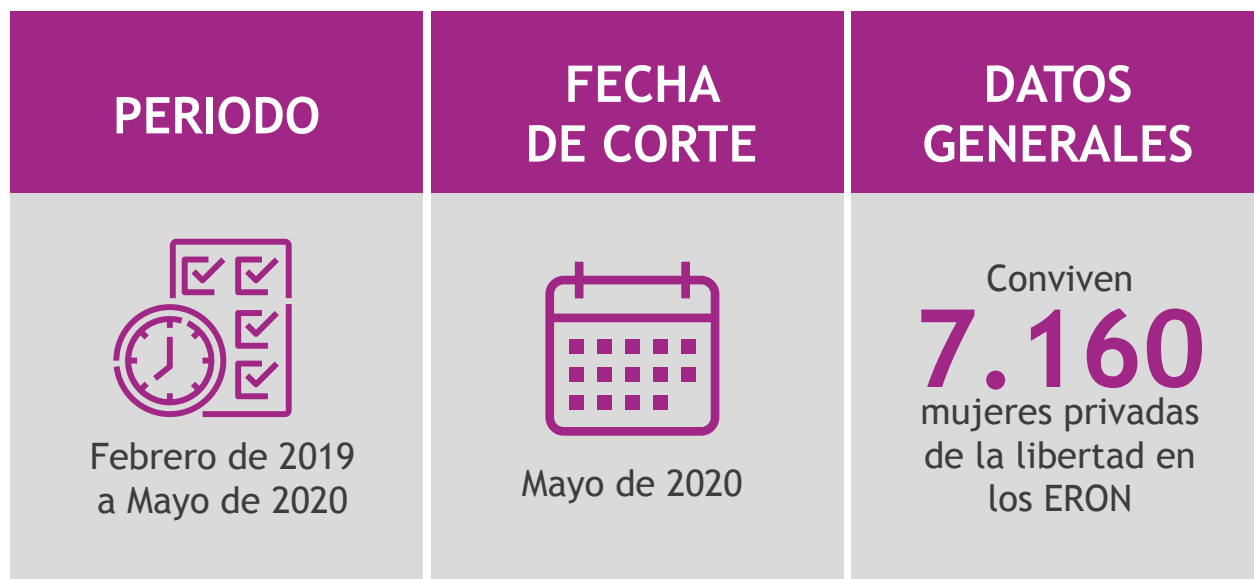 PERIODO
FECHA
DE CORTE
DATOS
GENERALES
Febrero de 2019
a Mayo de 2020
Mayo de 2020
Conviven
7.160
mujeres privadas
de la libertad en
los ERON